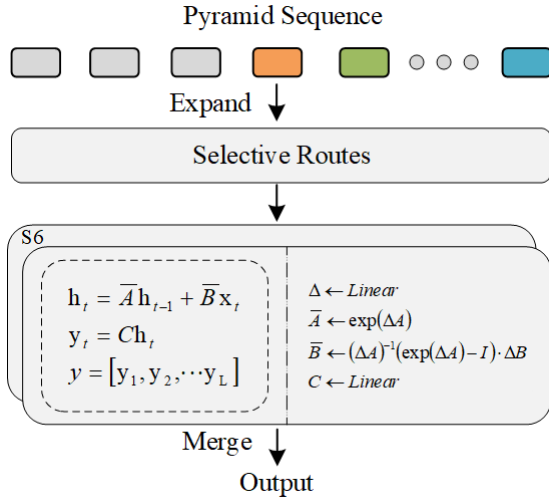 Pyramid Sequence
Expand
Selective Routes
S6
h_t = A̅h_{t-1} + B̅x_t
y_t = Ch_t
y = [y_1, y_2, ⋯y_L]
Δ ← Linear
A̅ ← exp(ΔA)
B̅ ← (ΔA)^{-1}(exp(ΔA) − I) · ΔB
C ← Linear
Merge
Output